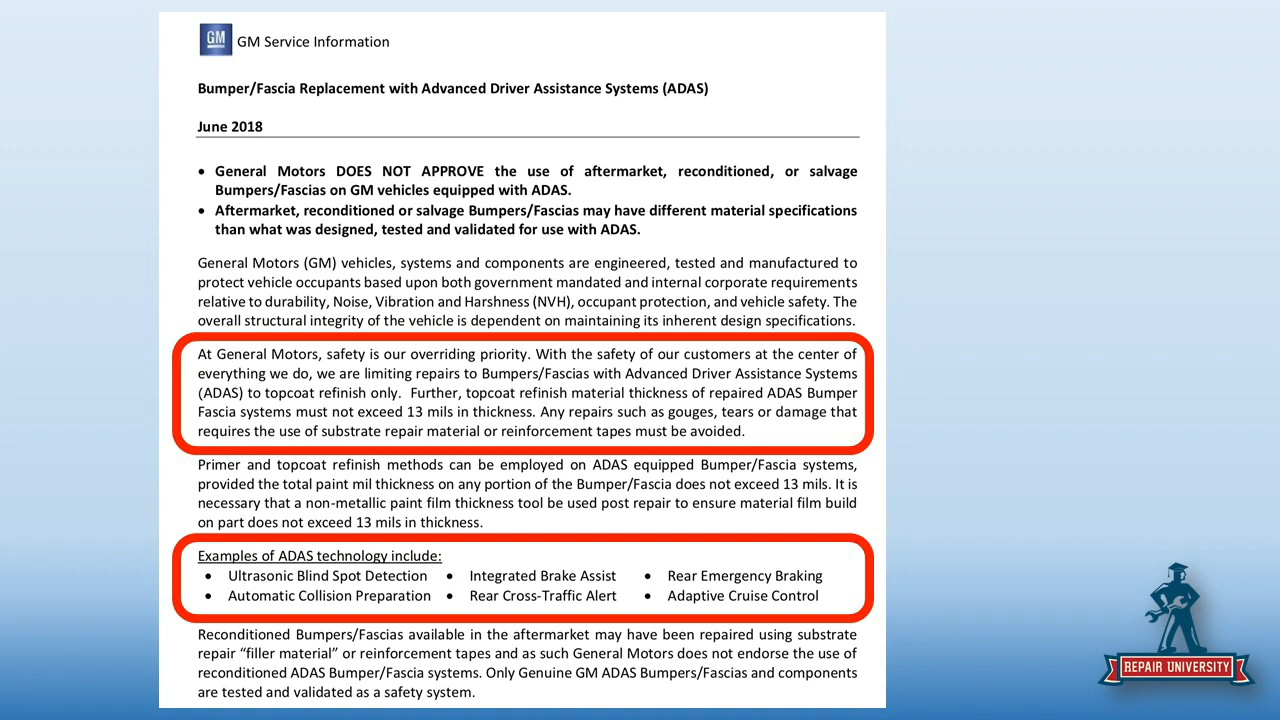 GM GM Service Information
Bumper/Fascia Replacement with Advanced Driver Assistance Systems (ADAS)
June 2018
• General Motors DOES NOT APPROVE the use of aftermarket, reconditioned, or salvage
Bumpers/Fascias on GM vehicles equipped with ADAS.
• Aftermarket, reconditioned or salvage Bumpers/Fascias may have different material specifications
than what was designed, tested and validated for use with ADAS.
General Motors (GM) vehicles, systems and components are engineered, tested and manufactured to
protect vehicle occupants based upon both government mandated and internal corporate requirements
relative to durability, Noise, Vibration and Harshness (NVH), occupant protection, and vehicle safety. The
overall structural integrity of the vehicle is dependent on maintaining its inherent design specifications.
At General Motors, safety is our overriding priority. With the safety of our customers at the center of
everything we do, we are limiting repairs to Bumpers/Fascias with Advanced Driver Assistance Systems
(ADAS) to topcoat refinish only. Further, topcoat refinish material thickness of repaired ADAS Bumper
Fascia systems must not exceed 13 mils in thickness. Any repairs such as gouges, tears or damage that
requires the use of substrate repair material or reinforcement tapes must be avoided.
Primer and topcoat refinish methods can be employed on ADAS equipped Bumper/Fascia systems,
provided the total paint mil thickness on any portion of the Bumper/Fascia does not exceed 13 mils. It is
necessary that a non-metallic paint film thickness tool be used post repair to ensure material film build
on part does not exceed 13 mils in thickness.
Examples of ADAS technology include:
• Ultrasonic Blind Spot Detection • Integrated Brake Assist • Rear Emergency Braking
• Automatic Collision Preparation • Rear Cross-Traffic Alert • Adaptive Cruise Control
Reconditioned Bumpers/Fascias available in the aftermarket may have been repaired using substrate
repair “filler material” or reinforcement tapes and as such General Motors does not endorse the use of
reconditioned ADAS Bumper/Fascia systems. Only Genuine GM ADAS Bumpers/Fascias and components
are tested and validated as a safety system.
REPAIR UNIVERSITY